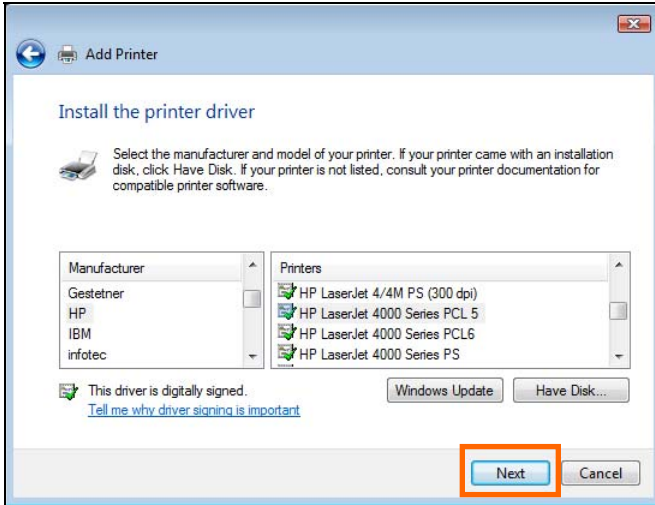 Add Printer
Install the printer driver
Select the manufacturer and model of your printer. If your printer came with an installation
disk, click Have Disk. If your printer is not listed, consult your printer documentation for
compatible printer software.
Manufacturer
Gestetner
HP
IBM
infotec
Printers
HP LaserJet 4/4M PS (300 dpi)
HP LaserJet 4000 Series PCL 5
HP LaserJet 4000 Series PCL6
HP LaserJet 4000 Series PS
This driver is digitally signed.
Tell me why driver signing is important
Windows Update
Have Disk...
Next
Cancel